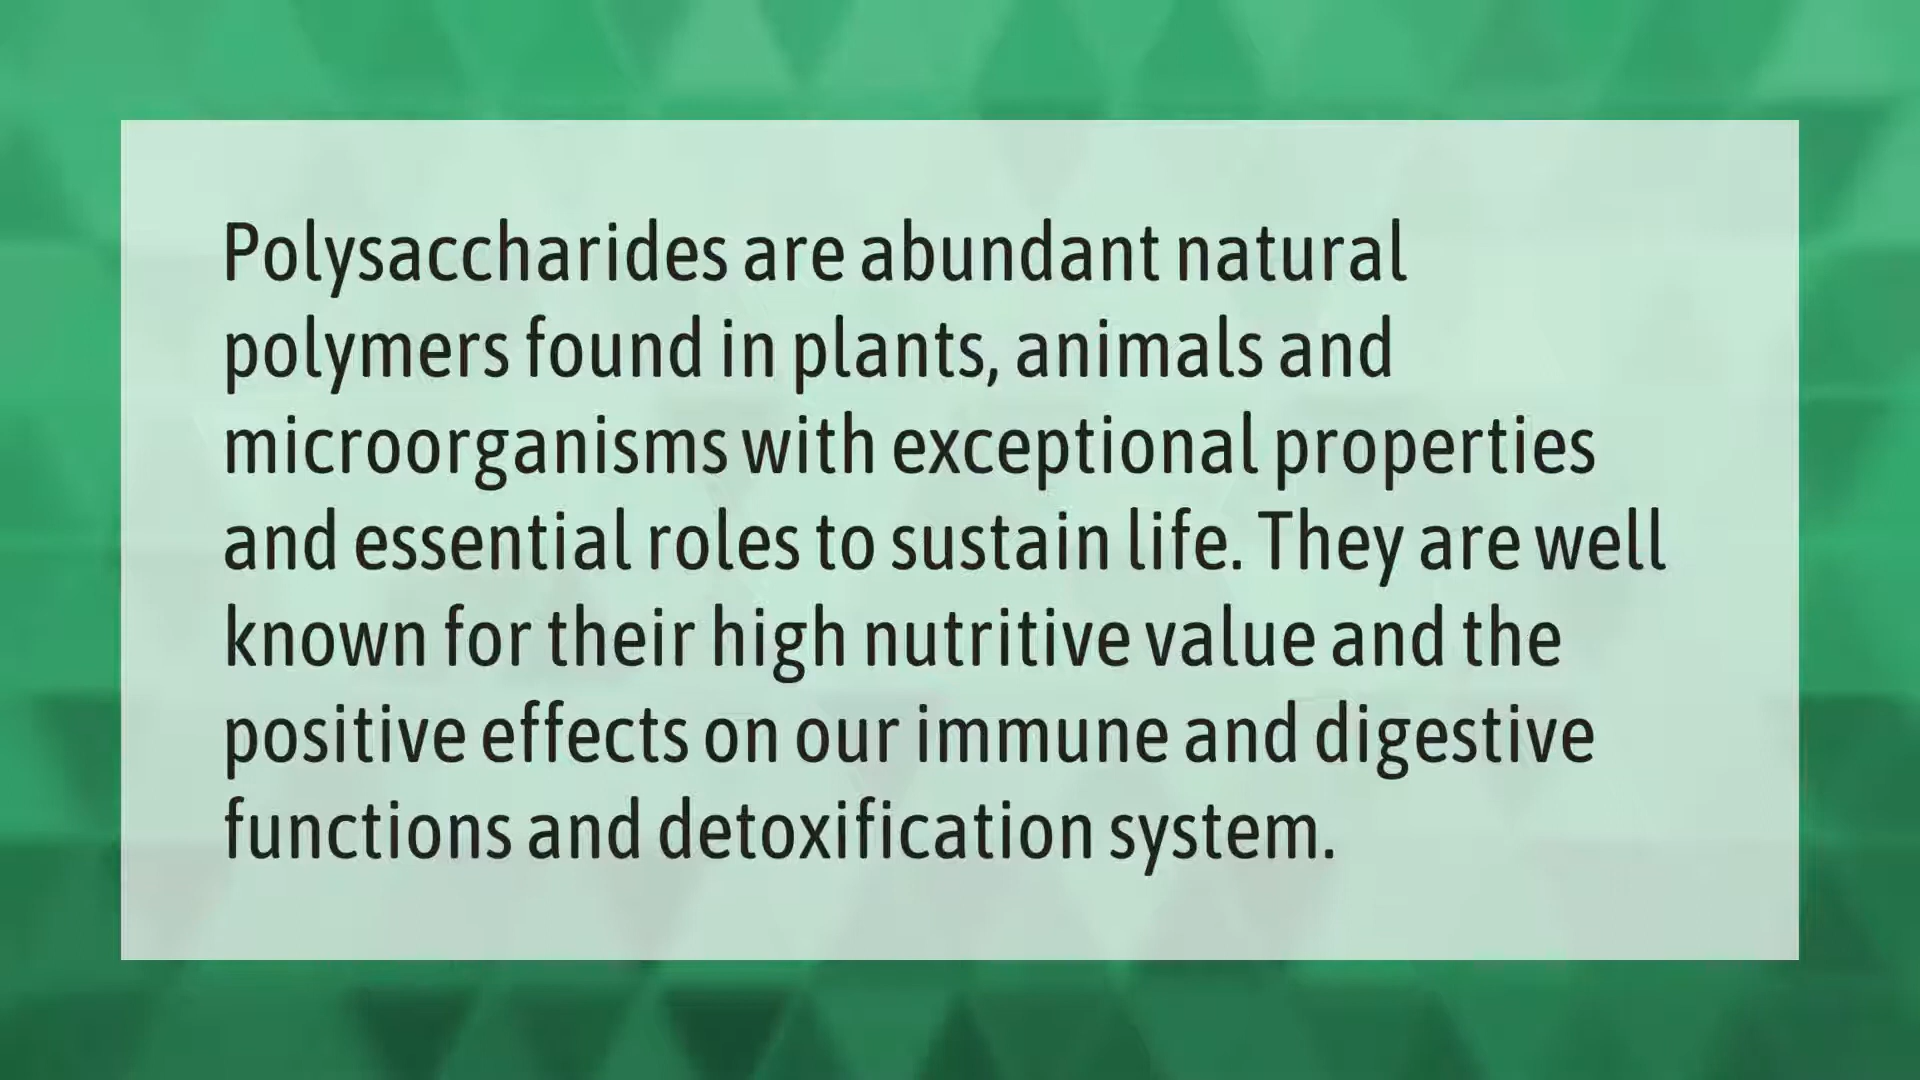 Polysaccharides are abundant natural
polymers found in plants, animals and
microorganisms with exceptional properties
and essential roles to sustain life. They are well
known for their high nutritive value and the
positive effects on our immune and digestive
functions and detoxification system.